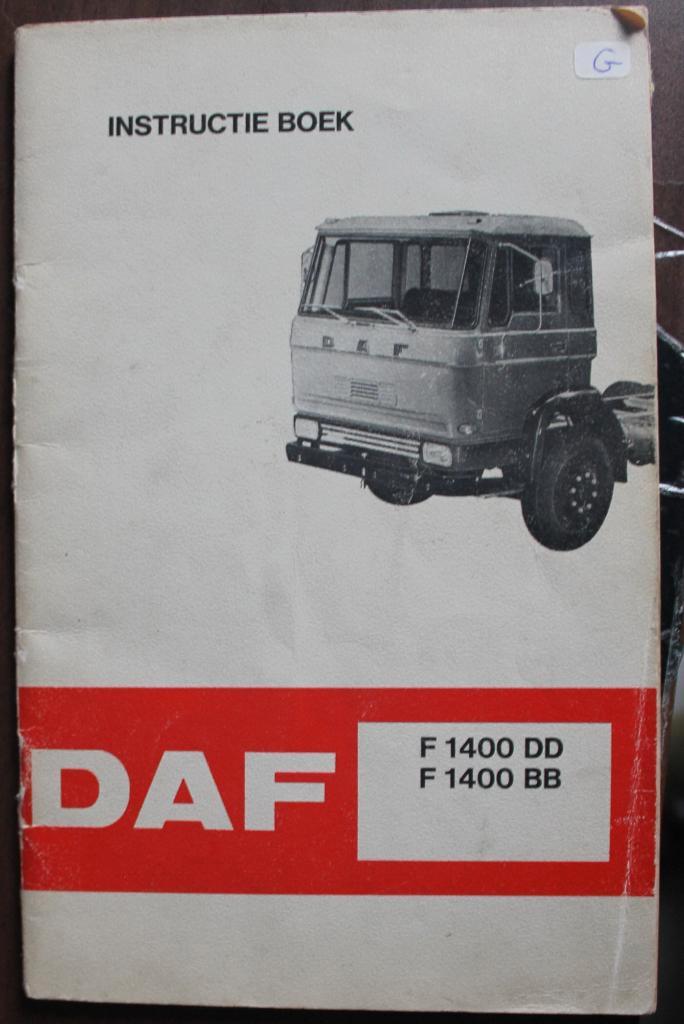 G
INSTRUCTIE BOEK
DAF
DAF
F 1400 DD
F 1400 BB